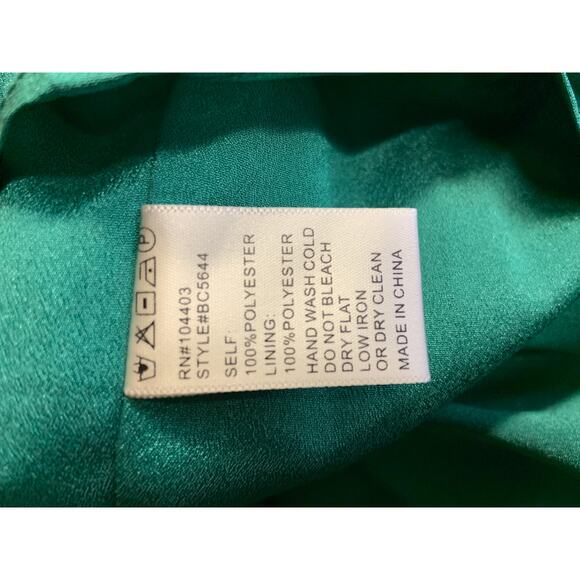 P
RN#104403
STYLE#BC5644
SELF:
100%POLYESTER
LINING:
100%POLYESTER
HAND WASH COLD
DO NOT BLEACH
DRY FLAT
LOW IRON
OR DRY CLEAN
MADE IN CHINA